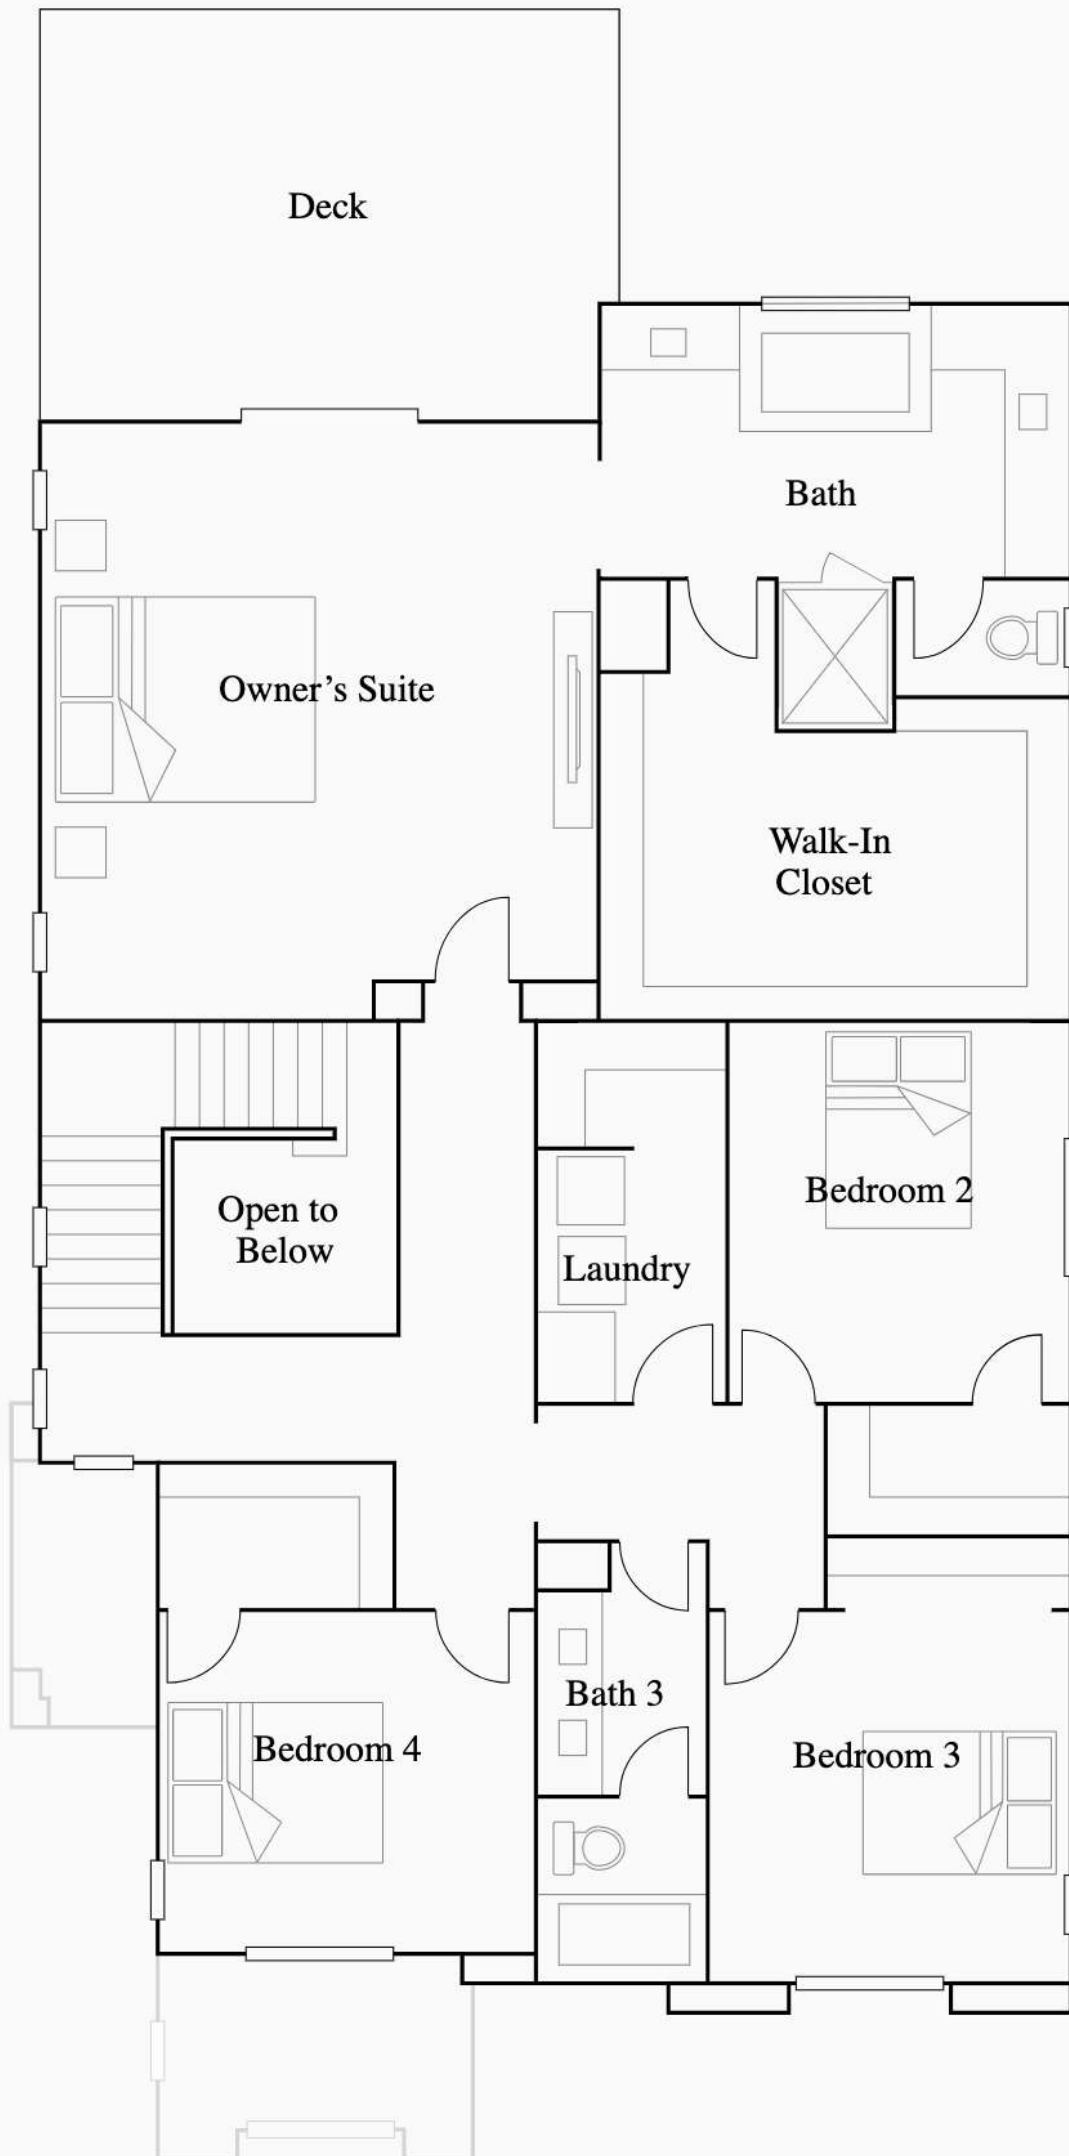 Deck
Bath
Owner’s Suite
Walk-In
Closet
Open to
Below
Bedroom 2
Laundry
Bath 3
Bedroom 4
Bedroom 3